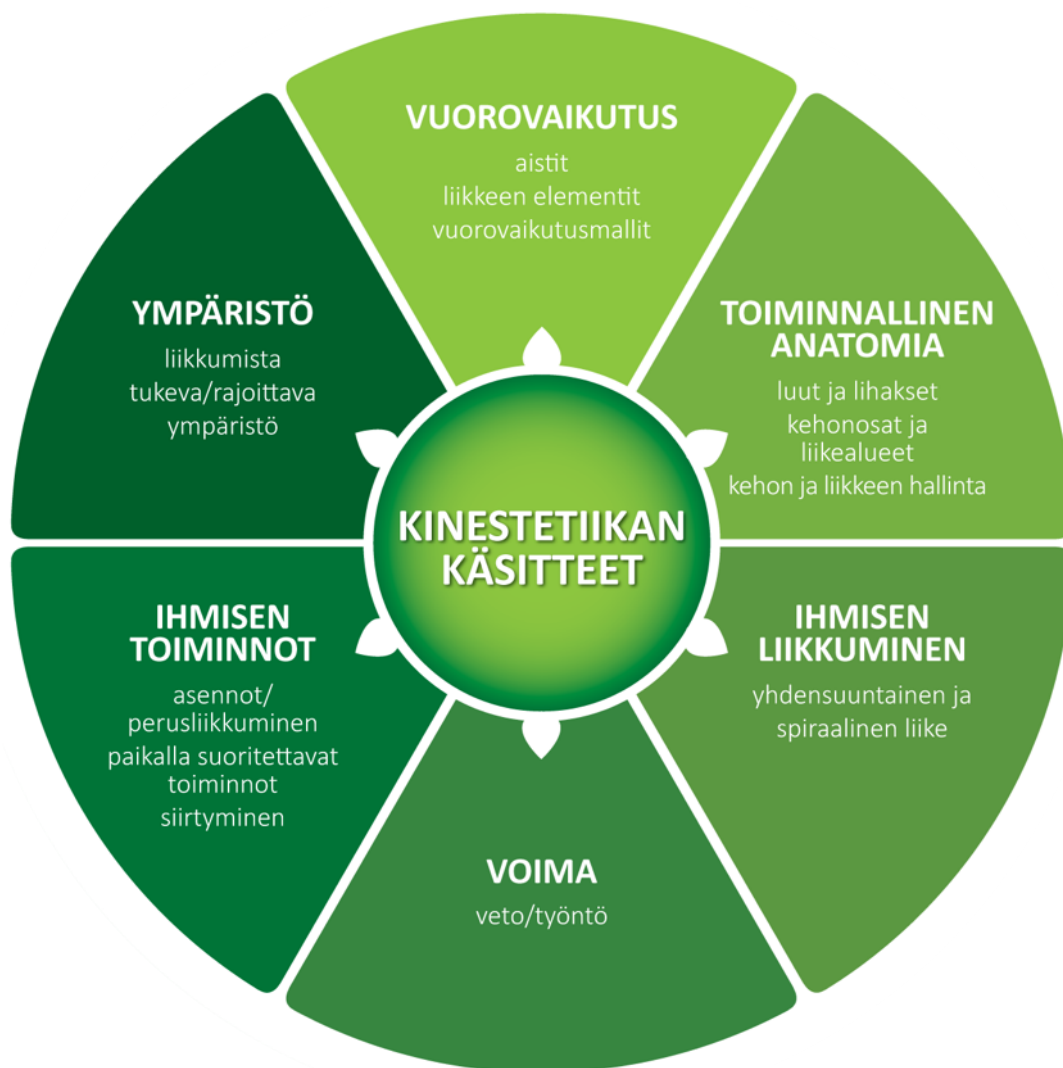 VUOROVAIKUTUS
aistit
liikkeen elementit
vuorovaikutusmallit
TOIMINNALLINEN
ANATOMIA
luut ja lihakset
kehonosat ja
liikealueet
kehon ja liikkeen hallinta
IHMISEN
LIIKKUMINEN
yhdensuuntainen ja
spiraalinen liike
VOIMA
veto/työntö
IHMISEN
TOIMINNOT
asennot/
perusliikkuminen
paikalla suoritettavat
toiminnot
siirtyminen
YMPÄRISTÖ
liikkumista
tukeva/rajoittava
ympäristö
KINESTETIIKAN
KÄSITTEET